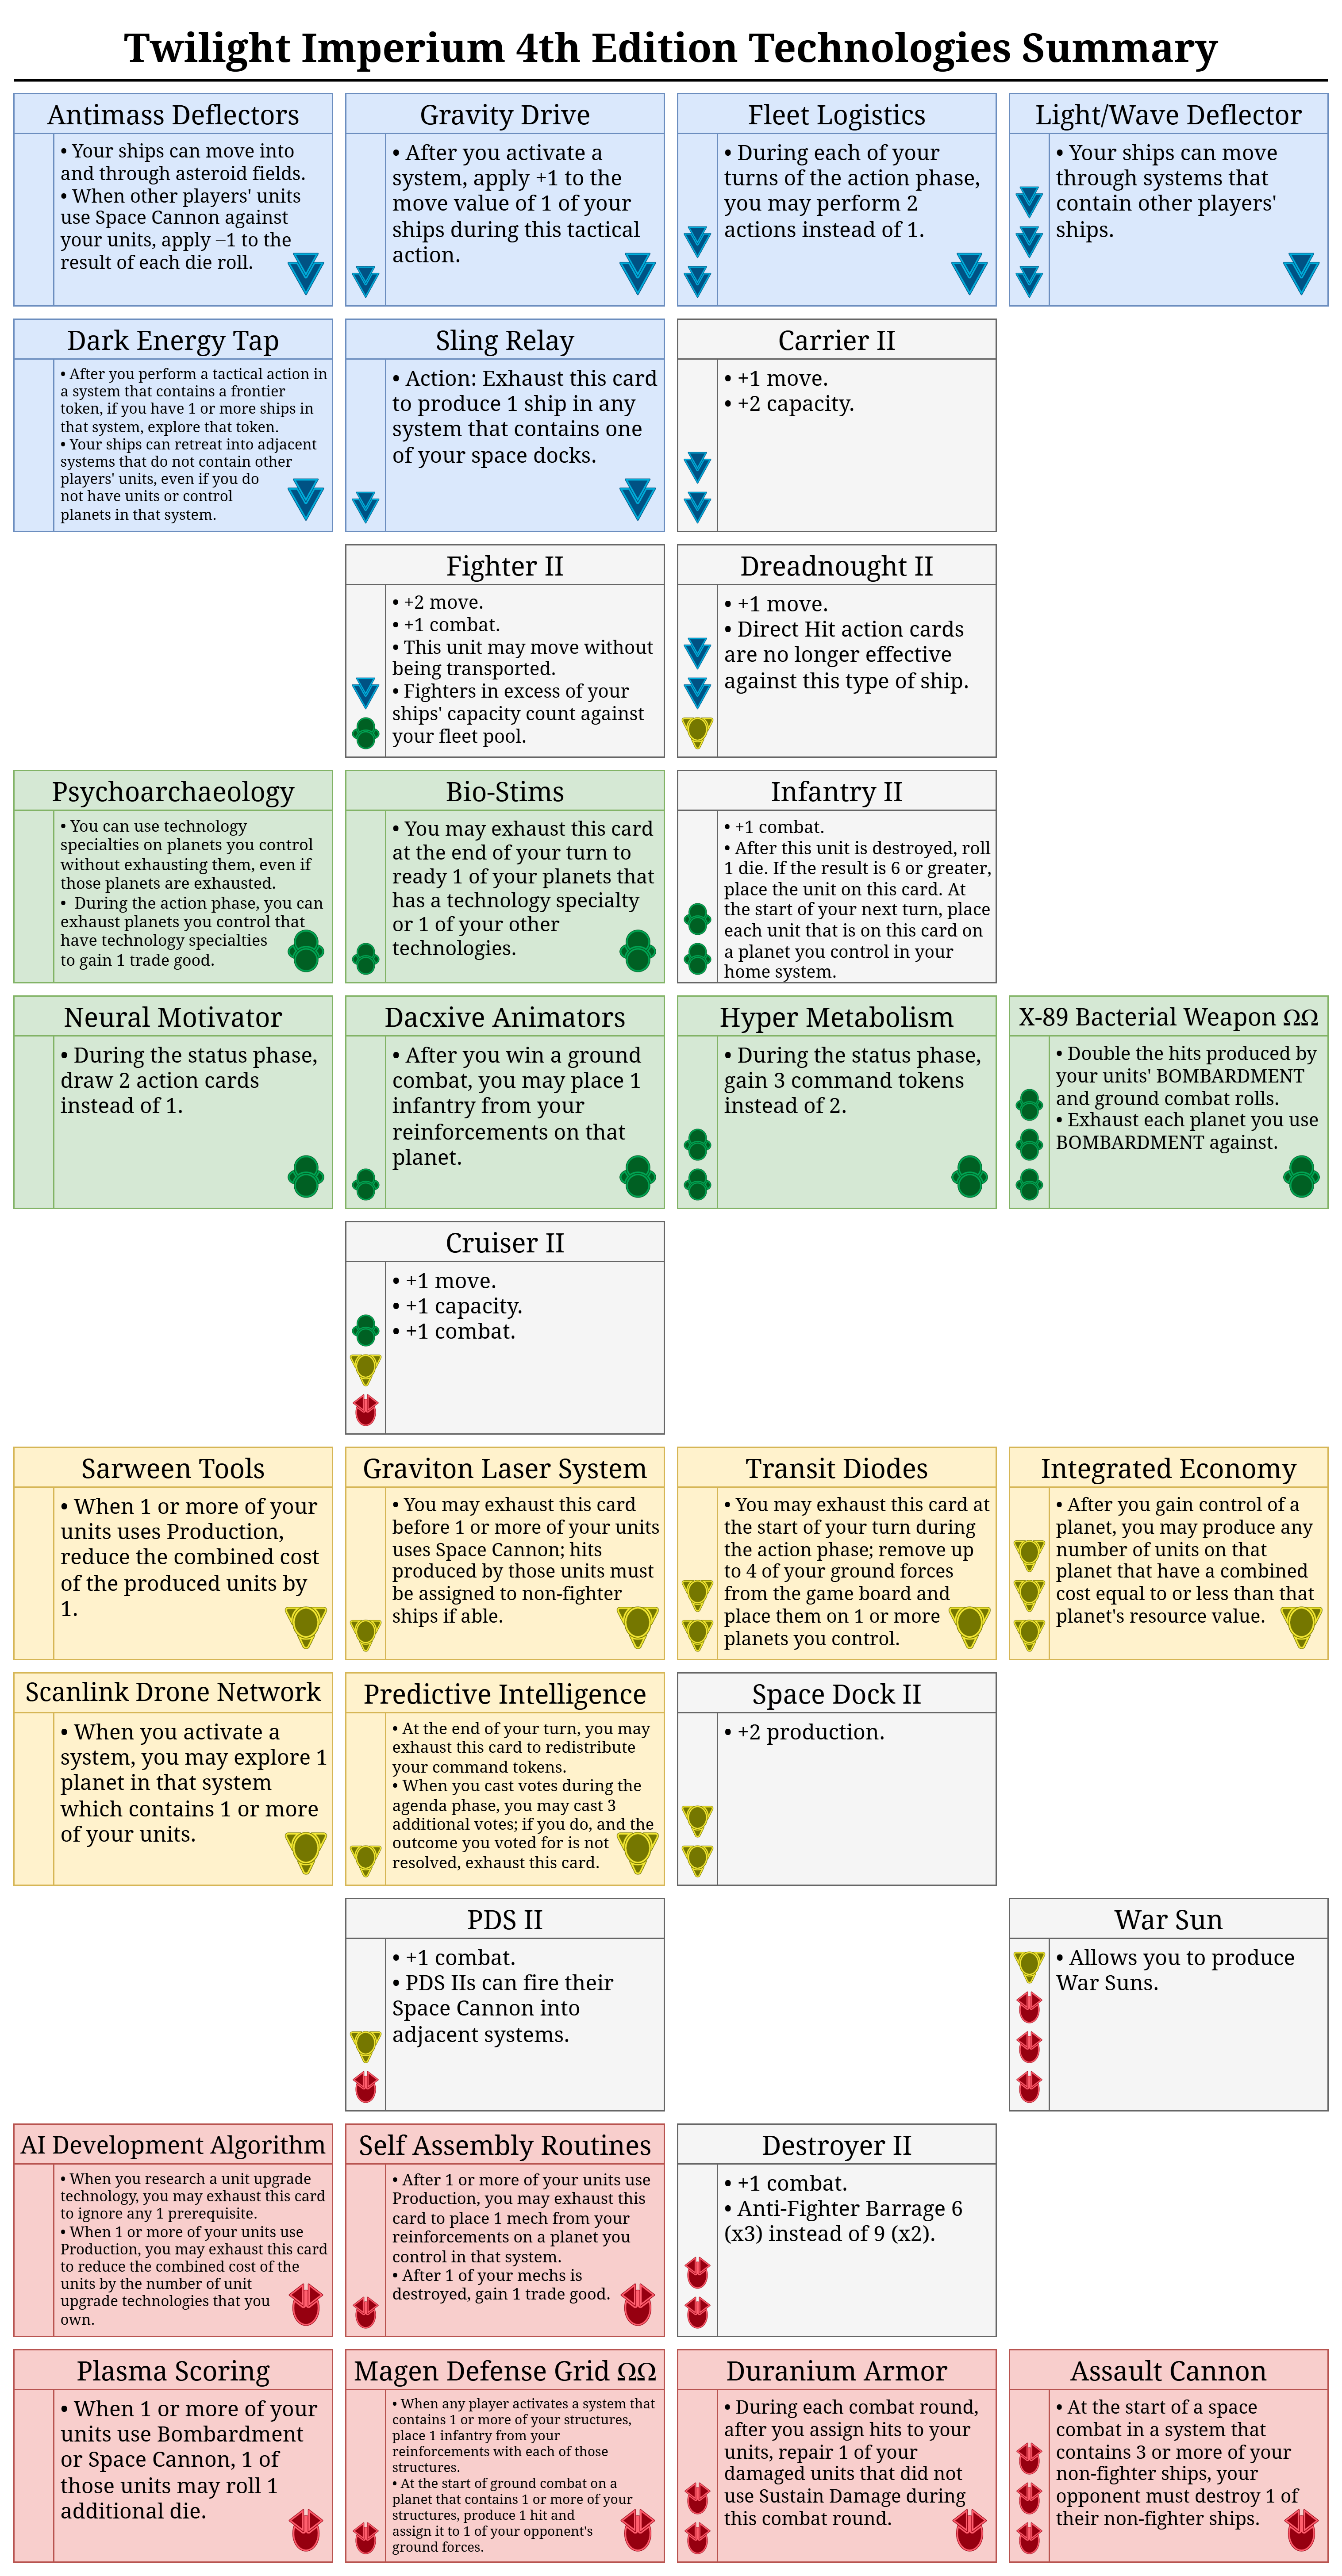 Twilight Imperium 4th Edition Technologies Summary
Antimass Deflectors
• Your ships can move into
and through asteroid fields.
• When other players' units
use Space Cannon against
your units, apply −1 to the
result of each die roll.
Gravity Drive
• After you activate a
system, apply +1 to the
move value of 1 of your
ships during this tactical
action.
Fleet Logistics
• During each of your
turns of the action phase,
you may perform 2
actions instead of 1.
Light/Wave Deflector
• Your ships can move
through systems that
contain other players'
ships.
Dark Energy Tap
• After you perform a tactical action in
a system that contains a frontier
token, if you have 1 or more ships in
that system, explore that token.
• Your ships can retreat into adjacent
systems that do not contain other
players' units, even if you do
not have units or control
planets in that system.
Sling Relay
• Action: Exhaust this card
to produce 1 ship in any
system that contains one
of your space docks.
Carrier II
• +1 move.
• +2 capacity.
Fighter II
• +2 move.
• +1 combat.
• This unit may move without
being transported.
• Fighters in excess of your
ships' capacity count against
your fleet pool.
Dreadnought II
• +1 move.
• Direct Hit action cards
are no longer effective
against this type of ship.
Psychoarchaeology
• You can use technology
specialties on planets you control
without exhausting them, even if
those planets are exhausted.
• During the action phase, you can
exhaust planets you control that
have technology specialties
to gain 1 trade good.
Bio-Stims
• You may exhaust this card
at the end of your turn to
ready 1 of your planets that
has a technology specialty
or 1 of your other
technologies.
Infantry II
• +1 combat.
• After this unit is destroyed, roll
1 die. If the result is 6 or greater,
place the unit on this card. At
the start of your next turn, place
each unit that is on this card on
a planet you control in your
home system.
Neural Motivator
• During the status phase,
draw 2 action cards
instead of 1.
Dacxive Animators
• After you win a ground
combat, you may place 1
infantry from your
reinforcements on that
planet.
Hyper Metabolism
• During the status phase,
gain 3 command tokens
instead of 2.
X-89 Bacterial Weapon ΩΩ
• Double the hits produced by
your units' BOMBARDMENT
and ground combat rolls.
• Exhaust each planet you use
BOMBARDMENT against.
Cruiser II
• +1 move.
• +1 capacity.
• +1 combat.
Sarween Tools
• When 1 or more of your
units uses Production,
reduce the combined cost
of the produced units by
1.
Graviton Laser System
• You may exhaust this card
before 1 or more of your units
uses Space Cannon; hits
produced by those units must
be assigned to non-fighter
ships if able.
Transit Diodes
• You may exhaust this card at
the start of your turn during
the action phase; remove up
to 4 of your ground forces
from the game board and
place them on 1 or more
planets you control.
Integrated Economy
• After you gain control of a
planet, you may produce any
number of units on that
planet that have a combined
cost equal to or less than that
planet's resource value.
Scanlink Drone Network
• When you activate a
system, you may explore 1
planet in that system
which contains 1 or more
of your units.
Predictive Intelligence
• At the end of your turn, you may
exhaust this card to redistribute
your command tokens.
• When you cast votes during the
agenda phase, you may cast 3
additional votes; if you do, and the
outcome you voted for is not
resolved, exhaust this card.
Space Dock II
• +2 production.
PDS II
• +1 combat.
• PDS IIs can fire their
Space Cannon into
adjacent systems.
War Sun
• Allows you to produce
War Suns.
AI Development Algorithm
• When you research a unit upgrade
technology, you may exhaust this card
to ignore any 1 prerequisite.
• When 1 or more of your units use
Production, you may exhaust this card
to reduce the combined cost of the
units by the number of unit
upgrade technologies that you
own.
Self Assembly Routines
• After 1 or more of your units use
Production, you may exhaust this
card to place 1 mech from your
reinforcements on a planet you
control in that system.
• After 1 of your mechs is
destroyed, gain 1 trade good.
Destroyer II
• +1 combat.
• Anti-Fighter Barrage 6
(x3) instead of 9 (x2).
Plasma Scoring
• When 1 or more of your
units use Bombardment
or Space Cannon, 1 of
those units may roll 1
additional die.
Magen Defense Grid ΩΩ
• When any player activates a system that
contains 1 or more of your structures,
place 1 infantry from your
reinforcements with each of those
structures.
• At the start of ground combat on a
planet that contains 1 or more of your
structures, produce 1 hit and
assign it to 1 of your opponent's
ground forces.
Duranium Armor
• During each combat round,
after you assign hits to your
units, repair 1 of your
damaged units that did not
use Sustain Damage during
this combat round.
Assault Cannon
• At the start of a space
combat in a system that
contains 3 or more of your
non-fighter ships, your
opponent must destroy 1 of
their non-fighter ships.